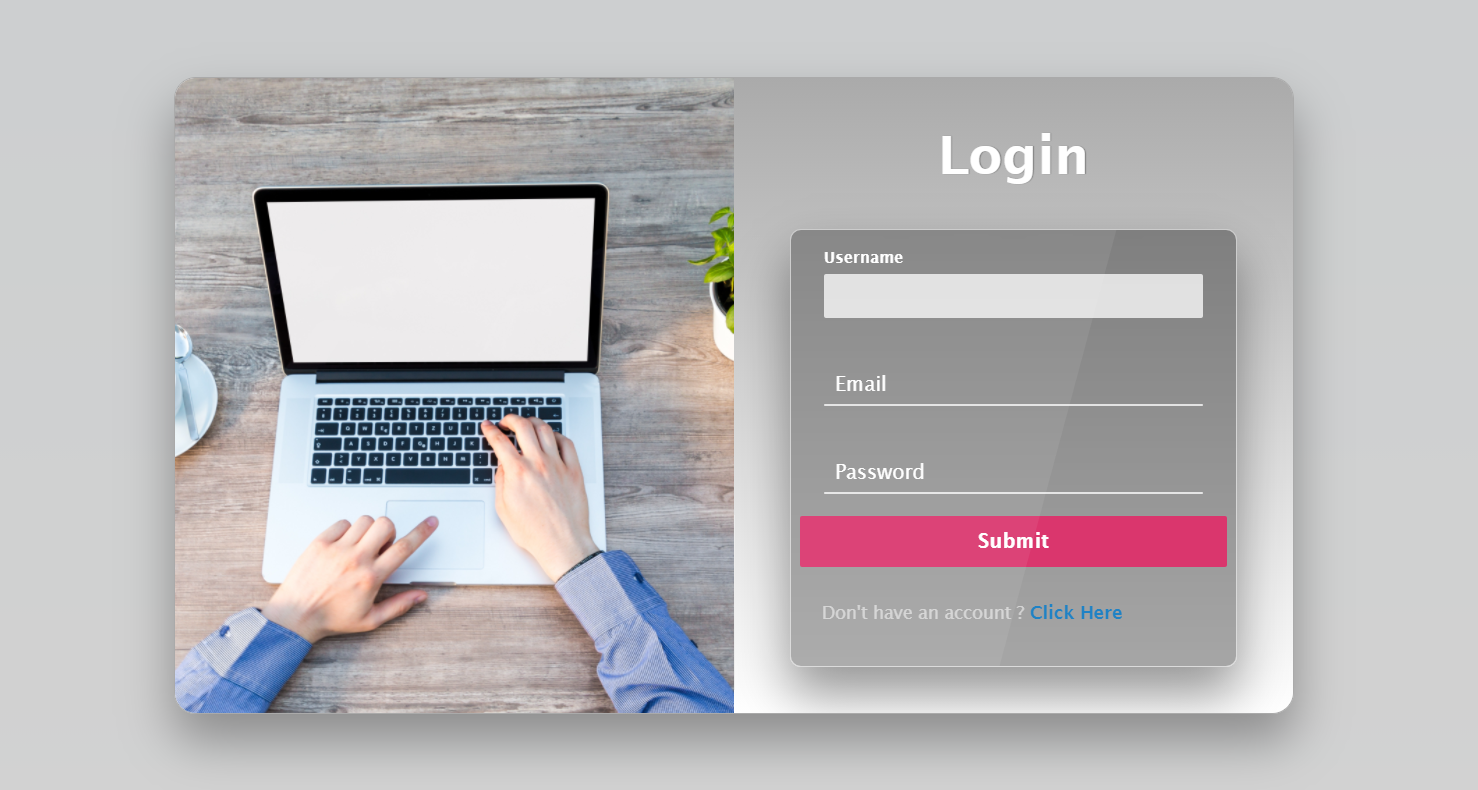 Login
Username
Email
Password
Submit
Don't have an account ? Click Here